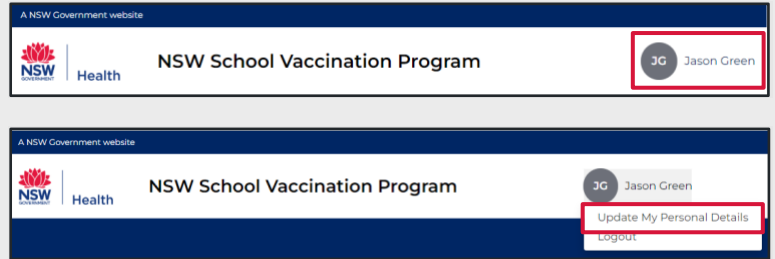 A NSW Government website
NSW
GOVERNMENT
Health
NSW School Vaccination Program
JG Jason Green
A NSW Government website
NSW
GOVERNMENT
Health
NSW School Vaccination Program
JG Jason Green
Update My Personal Details
Logout